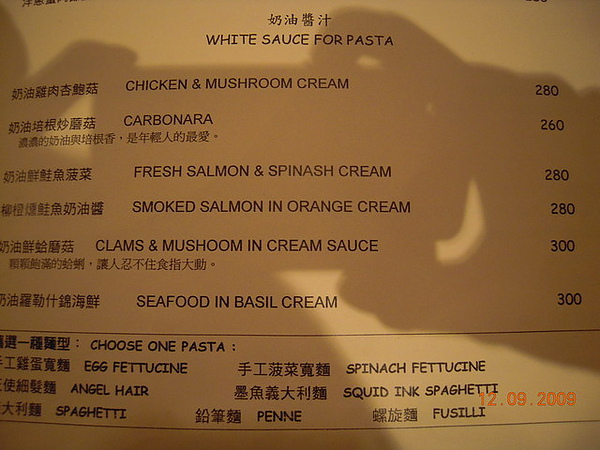 奶油醬汁
WHITE SAUCE FOR PASTA
奶油雞肉杏鮑菇 CHICKEN & MUSHROOM CREAM 280
奶油培根炒蘑菇 CARBONARA 260
濃濃的奶油與培根香，是年輕人的最愛。
奶油鮮鮭魚菠菜 FRESH SALMON & SPINASH CREAM 280
柳橙燻鮭魚奶油醬 SMOKED SALMON IN ORANGE CREAM 280
奶油鮮蛤蘑菇 CLAMS & MUSHOOM IN CREAM SAUCE 300
顆顆飽滿的蛤蜊，讓人忍不住食指大動。
奶油羅勒什錦海鮮 SEAFOOD IN BASIL CREAM 300
選一種麵型： CHOOSE ONE PASTA :
手工雞蛋寬麵 EGG FETTUCINE 手工菠菜寬麵 SPINACH FETTUCINE
使細髮麵 ANGEL HAIR 墨魚義大利麵 SQUID INK SPAGHETTI
大利麵 SPAGHETTI 鉛筆麵 PENNE 螺旋麵 FUSILLI
12.09.2009